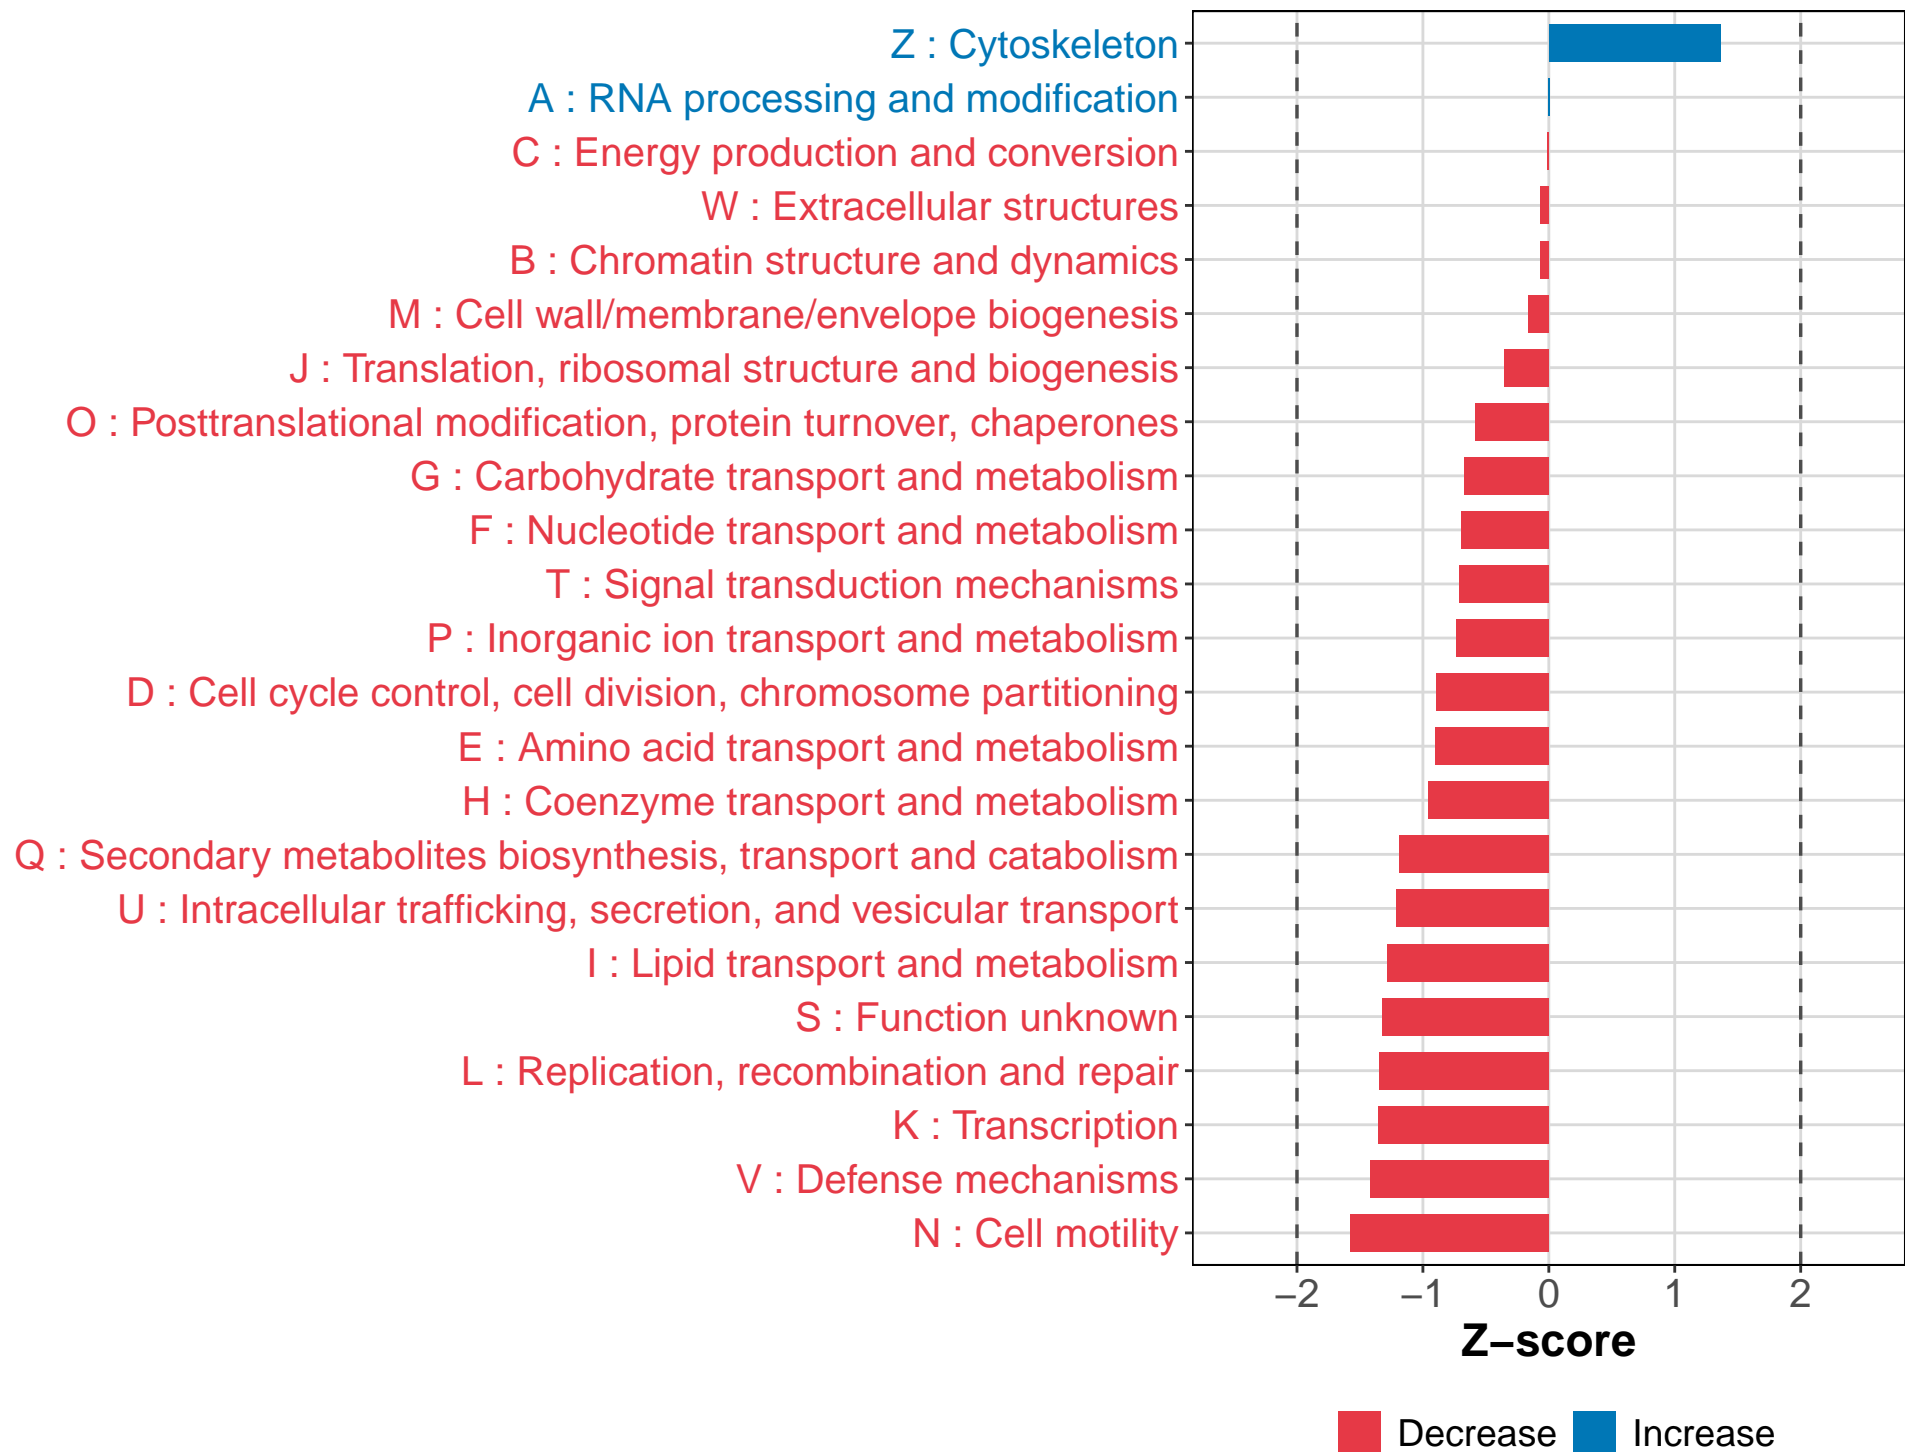 Z : Cytoskeleton
A : RNA processing and modification
C : Energy production and conversion
W : Extracellular structures
B : Chromatin structure and dynamics
M : Cell wall/membrane/envelope biogenesis
J : Translation, ribosomal structure and biogenesis
O : Posttranslational modification, protein turnover, chaperones
G : Carbohydrate transport and metabolism
F : Nucleotide transport and metabolism
T : Signal transduction mechanisms
P : Inorganic ion transport and metabolism
D : Cell cycle control, cell division, chromosome partitioning
E : Amino acid transport and metabolism
H : Coenzyme transport and metabolism
Q : Secondary metabolites biosynthesis, transport and catabolism
U : Intracellular trafficking, secretion, and vesicular transport
I : Lipid transport and metabolism
S : Function unknown
L : Replication, recombination and repair
K : Transcription
V : Defense mechanisms
N : Cell motility
−2 −1 0 1 2
Z−score
Decrease Increase